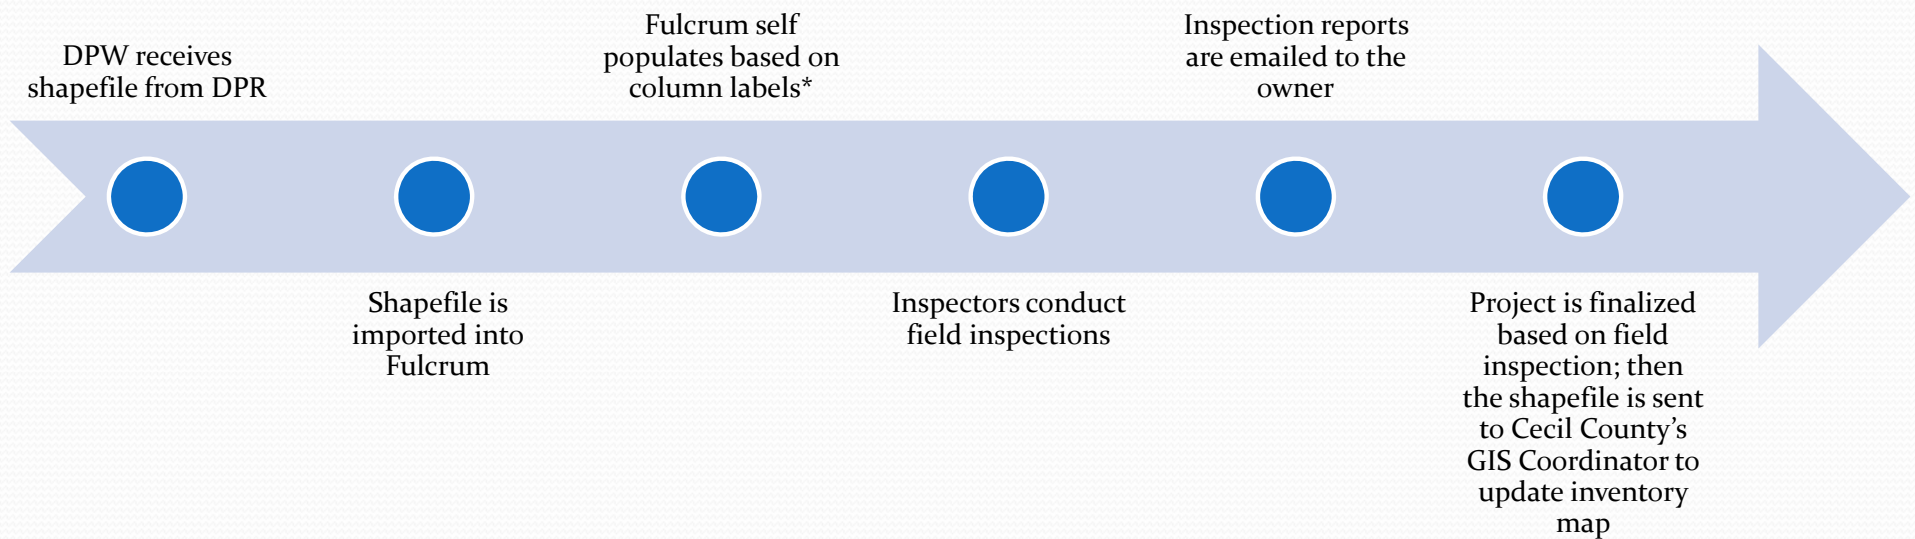 DPW receives
shapefile from DPR
Shapefile is
imported into
Fulcrum
Fulcrum self
populates based on
column labels*
Inspectors conduct
field inspections
Inspection reports
are emailed to the
owner
Project is finalized
based on field
inspection; then
the shapefile is sent
to Cecil County’s
GIS Coordinator to
update inventory
map